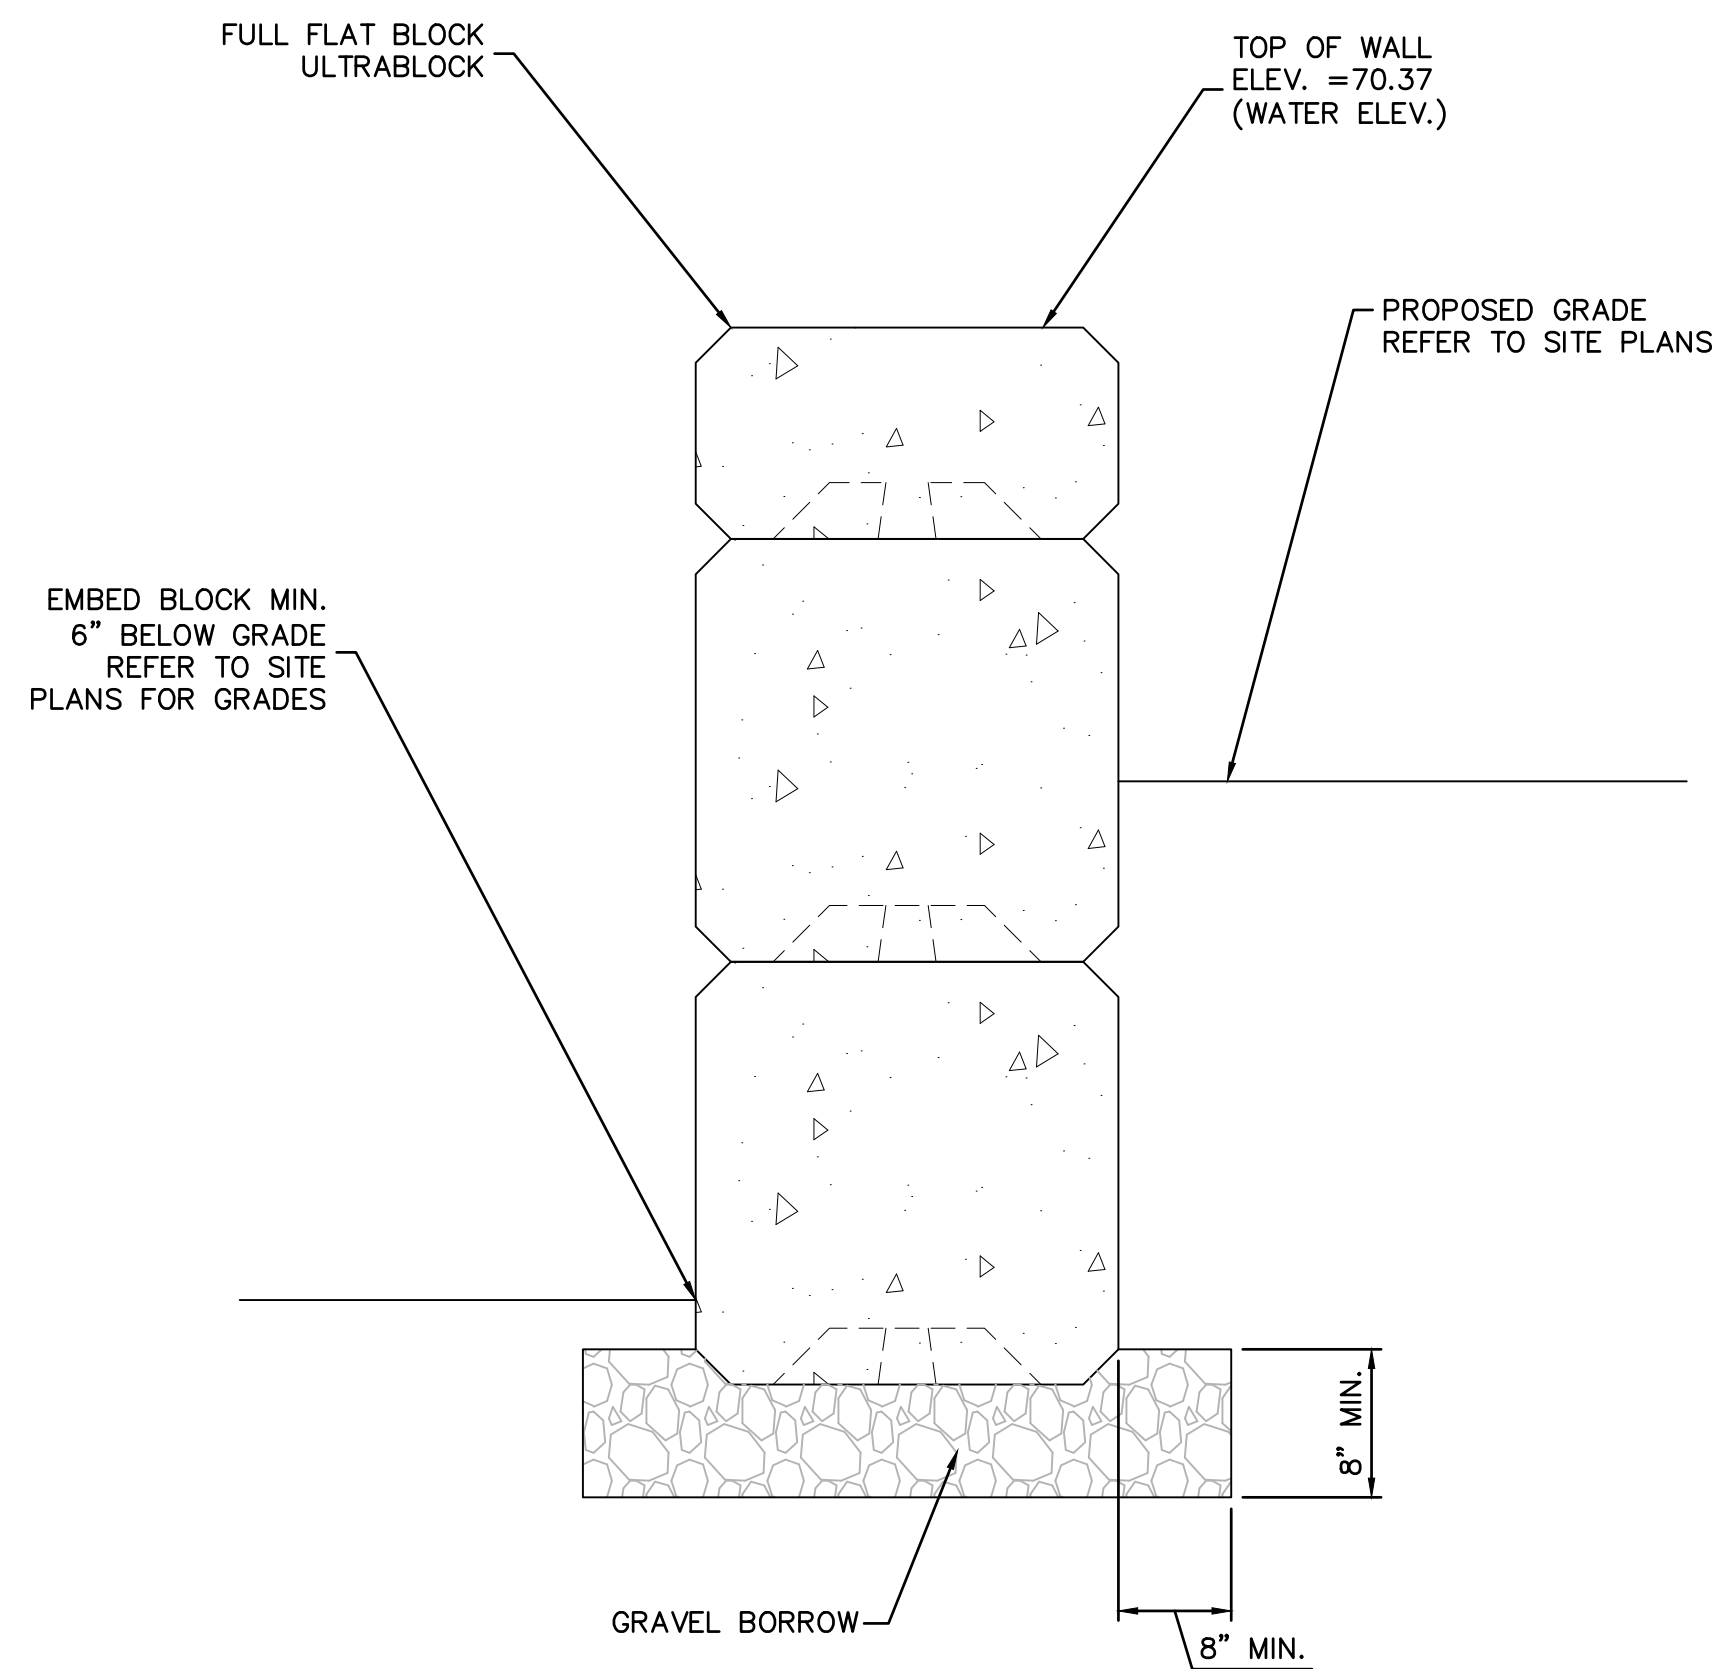 FULL FLAT BLOCK
ULTRABLOCK
TOP OF WALL
ELEV. =70.37
(WATER ELEV.)
PROPOSED GRADE
REFER TO SITE PLANS
EMBED BLOCK MIN.
6" BELOW GRADE
REFER TO SITE
PLANS FOR GRADES
8" MIN.
GRAVEL BORROW
8" MIN.